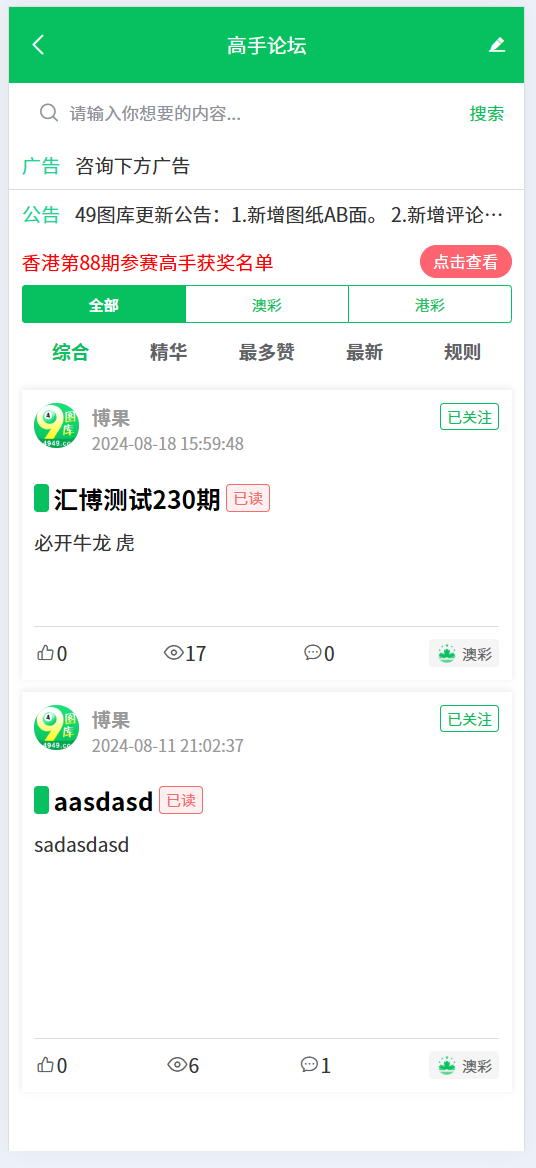 高手论坛
请输入你想要的内容... 搜索
广告 咨询下方广告
公告 49图库更新公告：1.新增图纸AB面。 2.新增评论…
香港第88期参赛高手获奖名单 点击查看
全部 澳彩 港彩
综合 精华 最多赞 最新 规则
9 图库
4949.co
博果 已关注
2024-08-18 15:59:48
汇博测试230期 已读
必开牛龙 虎
0 17 0 澳彩
9 图库
4949.co
博果 已关注
2024-08-11 21:02:37
aasdasd 已读
sadasdasd
0 6 1 澳彩